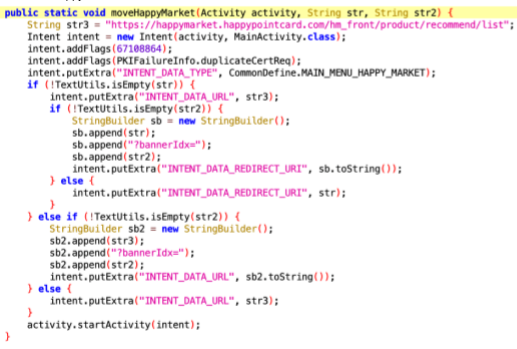 public static void moveHappyMarket(Activity activity, String str, String str2) {
    String str3 = "https://happymarket.happypointcard.com/hm_front/product/recommend/list";
    Intent intent = new Intent(activity, MainActivity.class);
    intent.addFlags(67108864);
    intent.addFlags(PKIFailureInfo.duplicateCertReq);
    intent.putExtra("INTENT_DATA_TYPE", CommonDefine.MAIN_MENU_HAPPY_MARKET);
    if (!TextUtils.isEmpty(str)) {
        intent.putExtra("INTENT_DATA_URL", str3);
        if (!TextUtils.isEmpty(str2)) {
            StringBuilder sb = new StringBuilder();
            sb.append(str);
            sb.append("?bannerIdx=");
            sb.append(str2);
            intent.putExtra("INTENT_DATA_REDIRECT_URI", sb.toString());
        } else {
            intent.putExtra("INTENT_DATA_REDIRECT_URI", str);
        }
    } else if (!TextUtils.isEmpty(str2)) {
        StringBuilder sb2 = new StringBuilder();
        sb2.append(str3);
        sb2.append("?bannerIdx=");
        sb2.append(str2);
        intent.putExtra("INTENT_DATA_URL", sb2.toString());
    } else {
        intent.putExtra("INTENT_DATA_URL", str3);
    }
    activity.startActivity(intent);
}